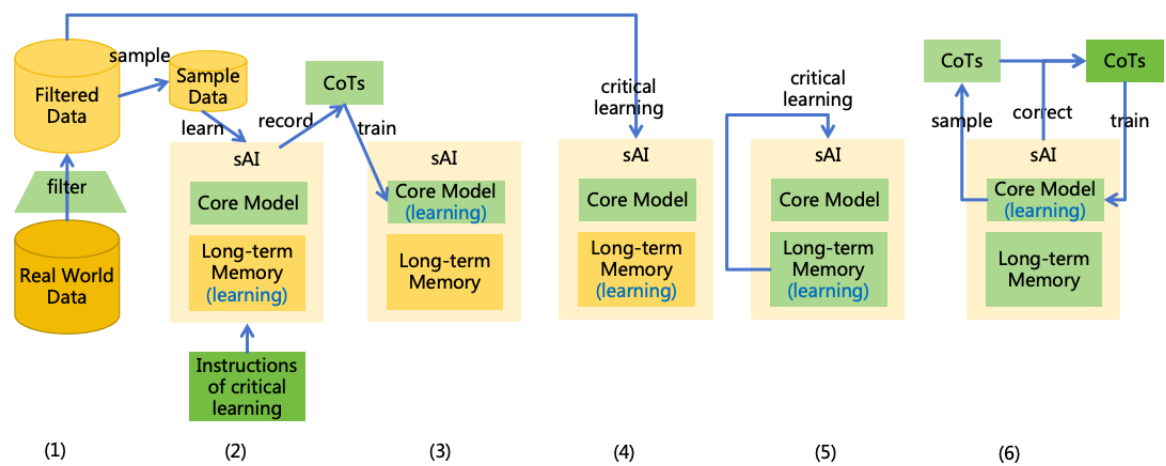 Filtered
Data
filter
Real World
Data
(1)
sample
Sample
Data
learn
record
sAI
Core Model
Long-term
Memory
(learning)
Instructions
of critical
learning
(2)
CoTs
train
sAI
Core Model
(learning)
Long-term
Memory
(3)
critical
learning
sAI
Core Model
Long-term
Memory
(learning)
(4)
critical
learning
sAI
Core Model
Long-term
Memory
(learning)
(5)
CoTs
CoTs
sample
correct
train
sAI
Core Model
(learning)
Long-term
Memory
(6)